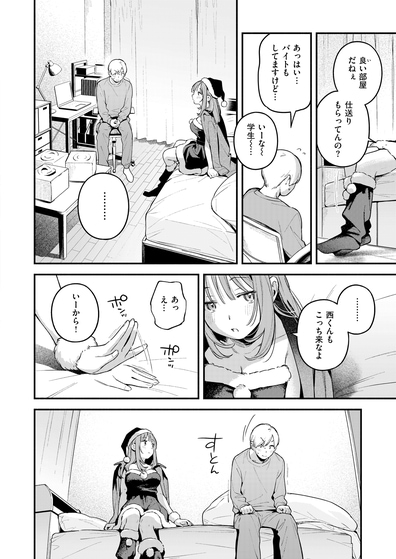 良い部屋
だねぇ
仕送り
もらってんの？
あっはい…
バイトも
してますけど…
いーな〜
学生〜…
……
…
西くんも
こっち来なよ
あっ
え…
ポン
ポン
いーから！
すとん